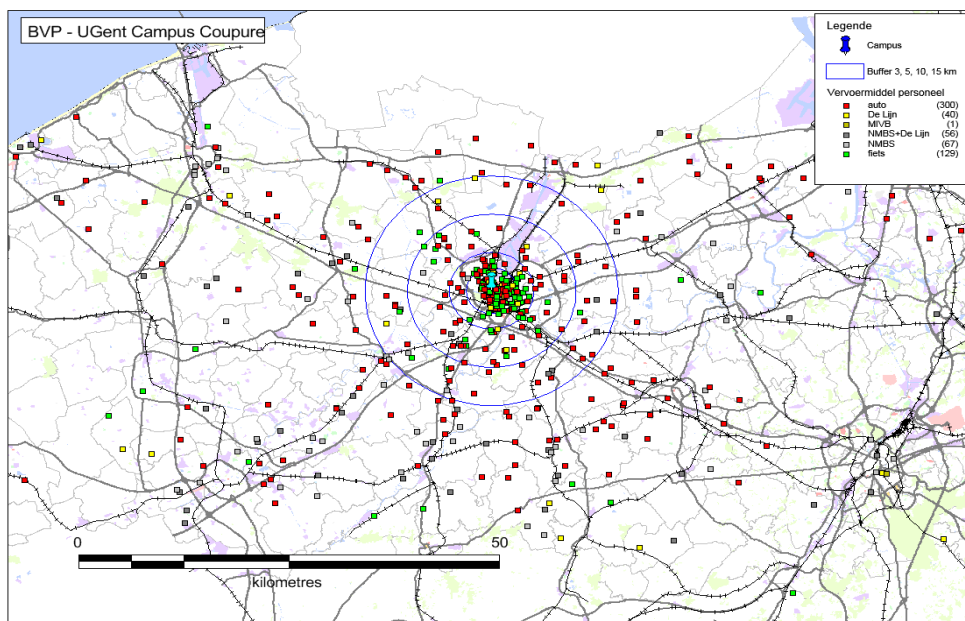 BVP - UGent Campus Coupure
Legende
Campus
Buffer 3, 5, 10, 15 km
Vervoermiddel personeel
auto (300)
De Lijn (40)
MIVB (1)
NMBS+De Lijn (56)
NMBS (67)
fiets (129)
0 50
kilometres